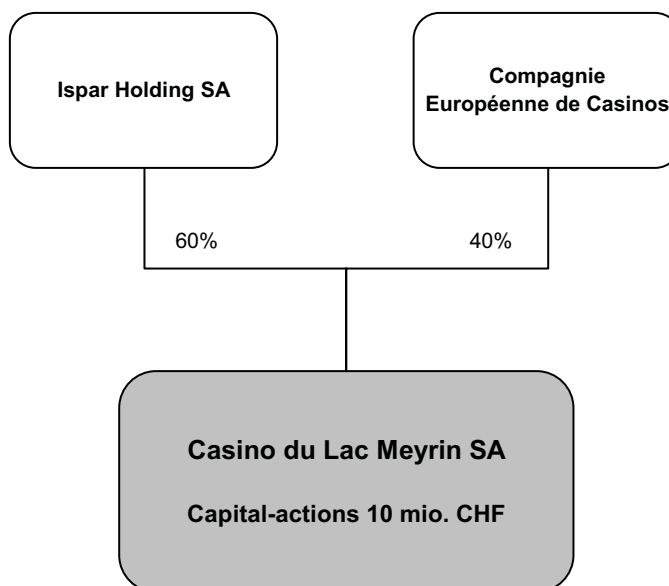 Ispar Holding SA
Compagnie
Européenne de Casinos
60%
40%
Casino du Lac Meyrin SA
Capital-actions 10 mio. CHF